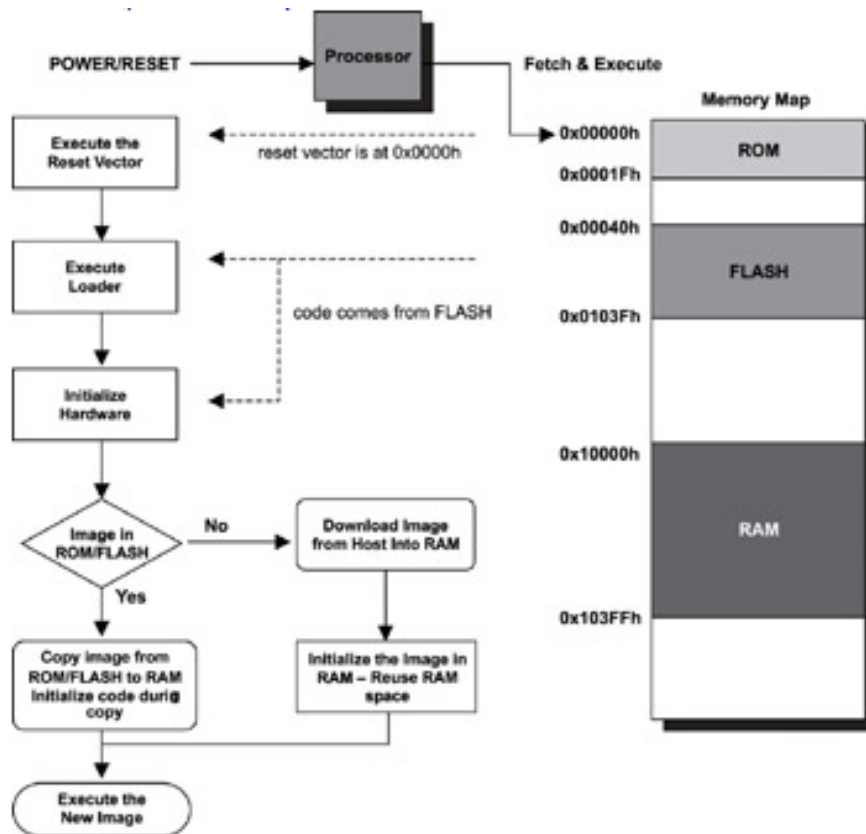 POWER/RESET
Processor
Fetch & Execute
Memory Map
Execute the
Reset Vector
reset vector is at 0x0000h
0x00000h
ROM
0x0001Fh
0x00040h
Execute
Loader
FLASH
code comes from FLASH
0x0103Fh
Initialize
Hardware
0x10000h
Image in
ROM/FLASH
No
Download Image
from Host Into RAM
RAM
Yes
0x103FFh
Copy image from
ROM/FLASH to RAM
Initialize code durig
copy
Initialize the Image in
RAM – Reuse RAM
space
Execute the
New Image